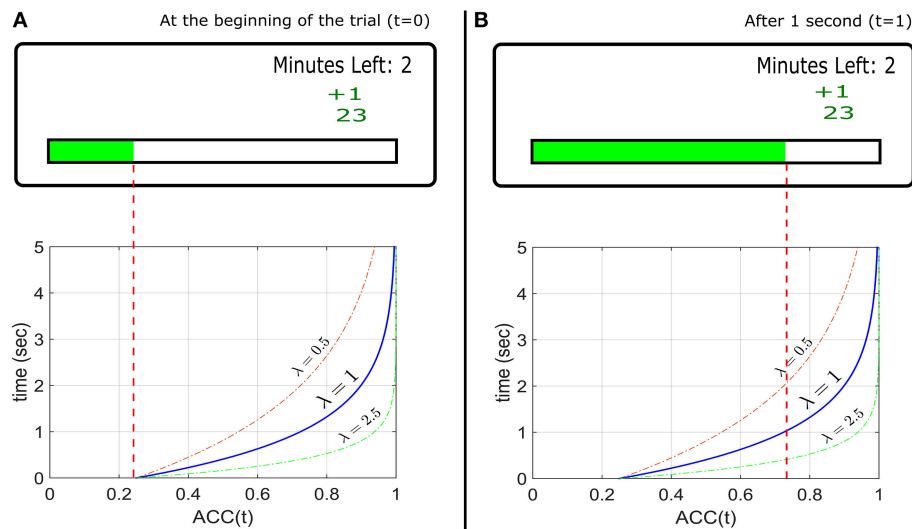 A At the beginning of the trial (t=0)
Minutes Left: 2
+1
23
5
4
3
2
1
0
time (sec)
λ = 0.5
λ = 1
λ = 2.5
0 0.2 0.4 0.6 0.8 1
ACC(t)
B After 1 second (t=1)
Minutes Left: 2
+1
23
5
4
3
2
1
0
time (sec)
λ = 0.5
λ = 1
λ = 2.5
0 0.2 0.4 0.6 0.8 1
ACC(t)